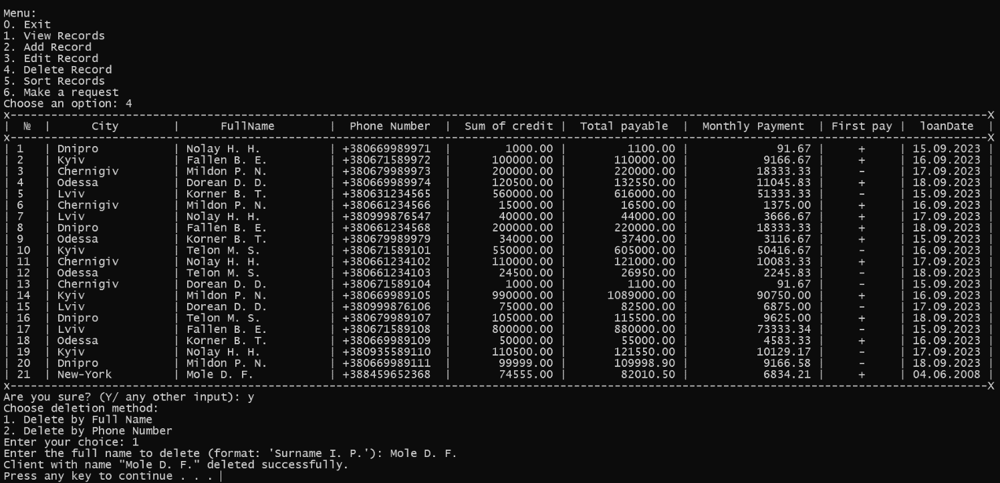 Menu:
0. Exit
1. View Records
2. Add Record
3. Edit Record
4. Delete Record
5. Sort Records
6. Make a request
Choose an option: 4
X-------------------------------------------------------------------------------------------------------------------------------------------------X
| № | City | FullName | Phone Number | Sum of credit | Total payable | Monthly Payment | First pay | loanDate |
X-------------------------------------------------------------------------------------------------------------------------------------------------X
| 1 | Dnipro | Nolay H. H. | +380669989971 | 1000.00 | 1100.00 | 91.67 | + | 15.09.2023 |
| 2 | Kyiv | Fallen B. E. | +380671589972 | 100000.00 | 110000.00 | 9166.67 | + | 16.09.2023 |
| 3 | Chernigiv | Mildon P. N. | +380679989973 | 200000.00 | 220000.00 | 18333.33 | - | 17.09.2023 |
| 4 | Odessa | Dorean D. D. | +380669989974 | 120500.00 | 132550.00 | 11045.83 | + | 18.09.2023 |
| 5 | Lviv | Korner B. T. | +380631234565 | 560000.00 | 616000.00 | 51333.33 | - | 15.09.2023 |
| 6 | Chernigiv | Mildon P. N. | +380661234566 | 15000.00 | 16500.00 | 1375.00 | + | 16.09.2023 |
| 7 | Lviv | Nolay H. H. | +380999876547 | 40000.00 | 44000.00 | 3666.67 | + | 17.09.2023 |
| 8 | Dnipro | Fallen B. E. | +380661234568 | 200000.00 | 220000.00 | 18333.33 | + | 18.09.2023 |
| 9 | Odessa | Korner B. T. | +380679989979 | 34000.00 | 37400.00 | 3116.67 | + | 15.09.2023 |
| 10 | Kyiv | Telon M. S. | +380671589101 | 550000.00 | 605000.00 | 50416.67 | - | 16.09.2023 |
| 11 | Chernigiv | Nolay H. H. | +380661234102 | 110000.00 | 121000.00 | 10083.33 | + | 17.09.2023 |
| 12 | Odessa | Telon M. S. | +380661234103 | 24500.00 | 26950.00 | 2245.83 | - | 18.09.2023 |
| 13 | Chernigiv | Dorean D. D. | +380671589104 | 1000.00 | 1100.00 | 91.67 | - | 15.09.2023 |
| 14 | Kyiv | Mildon P. N. | +380669989105 | 990000.00 | 1089000.00 | 90750.00 | + | 16.09.2023 |
| 15 | Lviv | Dorean D. D. | +380999876106 | 75000.00 | 82500.00 | 6875.00 | - | 17.09.2023 |
| 16 | Dnipro | Telon M. S. | +380679989107 | 105000.00 | 115500.00 | 9625.00 | + | 18.09.2023 |
| 17 | Lviv | Fallen B. E. | +380671589108 | 800000.00 | 880000.00 | 73333.34 | - | 15.09.2023 |
| 18 | Odessa | Korner B. T. | +380669989109 | 50000.00 | 55000.00 | 4583.33 | + | 16.09.2023 |
| 19 | Kyiv | Nolay H. H. | +380935589110 | 110500.00 | 121550.00 | 10129.17 | - | 17.09.2023 |
| 20 | Dnipro | Mildon P. N. | +380669989111 | 99999.00 | 109998.90 | 9166.58 | - | 18.09.2023 |
| 21 | New-York | Mole D. F. | +388459652368 | 74555.00 | 82010.50 | 6834.21 | + | 04.06.2008 |
X-------------------------------------------------------------------------------------------------------------------------------------------------X
Are you sure? (Y/ any other input): y
Choose deletion method:
1. Delete by Full Name
2. Delete by Phone Number
Enter your choice: 1
Enter the full name to delete (format: 'Surname I. P.'): Mole D. F.
Client with name "Mole D. F." deleted successfully.
Press any key to continue . . .